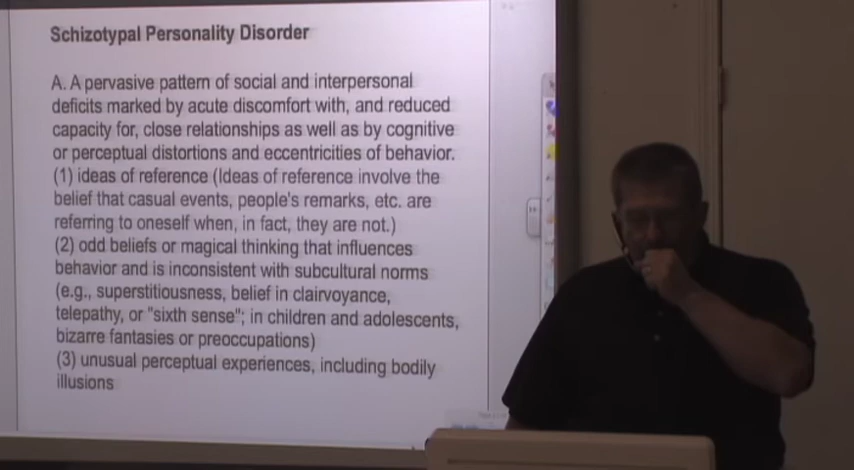 Schizotypal Personality Disorder
A. A pervasive pattern of social and interpersonal
deficits marked by acute discomfort with, and reduced
capacity for, close relationships as well as by cognitive
or perceptual distortions and eccentricities of behavior.
(1) ideas of reference (Ideas of reference involve the
belief that casual events, people's remarks, etc. are
referring to oneself when, in fact, they are not.)
(2) odd beliefs or magical thinking that influences
behavior and is inconsistent with subcultural norms
(e.g., superstitiousness, belief in clairvoyance,
telepathy, or "sixth sense"; in children and adolescents,
bizarre fantasies or preoccupations)
(3) unusual perceptual experiences, including bodily
illusions